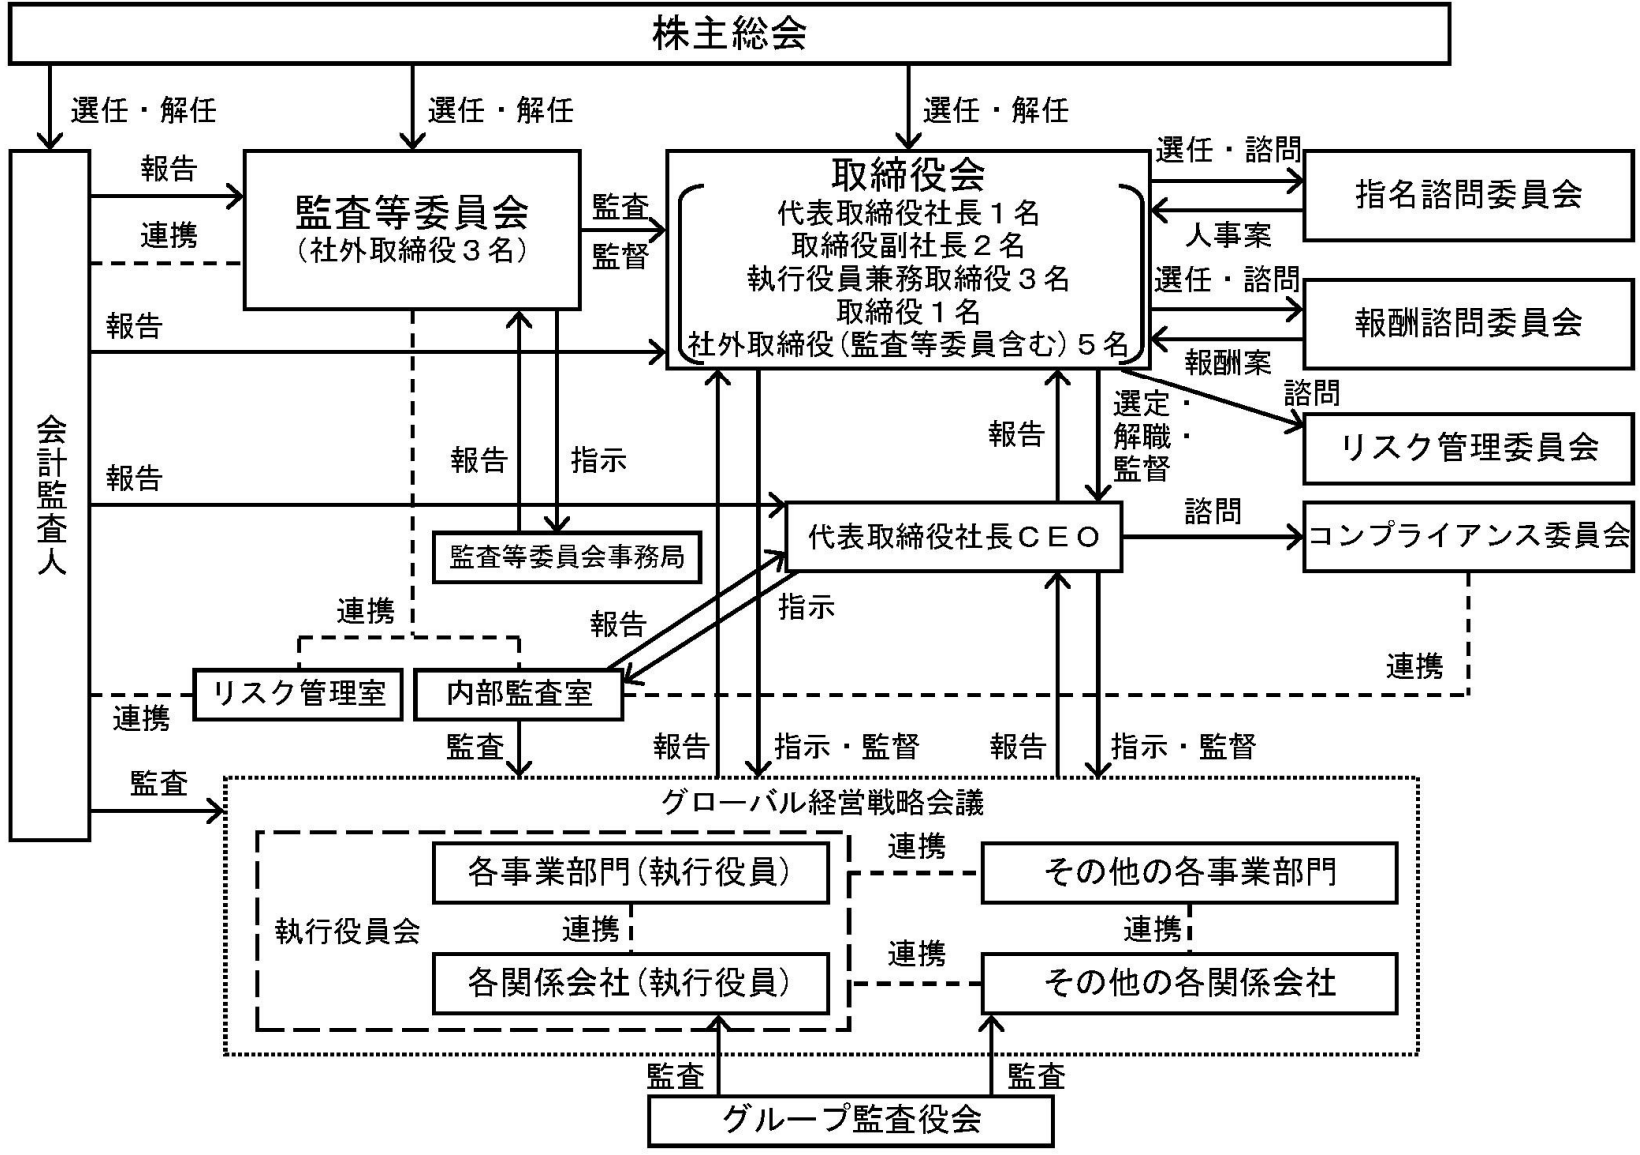 株主総会
選任・解任
選任・解任
選任・解任
報告
連携
監査等委員会
(社外取締役3名)
監査
監督
取締役会
代表取締役社長1名
取締役副社長2名
執行役員兼務取締役3名
取締役1名
社外取締役(監査等委員含む)5名
選任・諮問
指名諮問委員会
人事案
選任・諮問
報酬諮問委員会
報酬案
報告
諮問
リスク管理委員会
会計監査人
報告
報告
指示
報告
選定・
解職・
監督
監査等委員会事務局
代表取締役社長CEO
諮問
コンプライアンス委員会
連携
報告
指示
連携
リスク管理室
内部監査室
連携
監査
報告
指示・監督
報告
指示・監督
監査
グローバル経営戦略会議
執行役員会
各事業部門(執行役員)
連携
その他の各事業部門
連携
連携
各関係会社(執行役員)
連携
その他の各関係会社
監査
監査
グループ監査役会